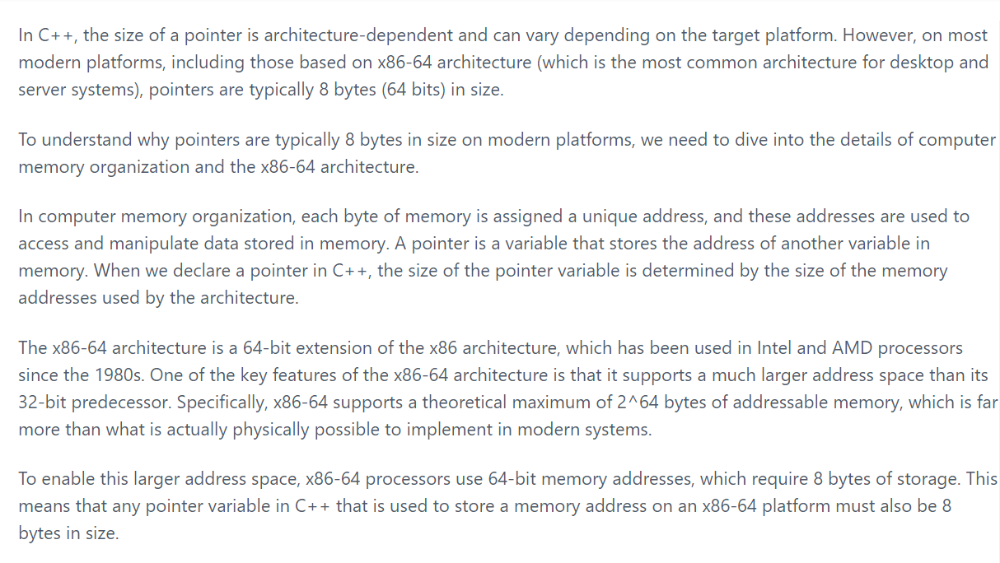 In C++, the size of a pointer is architecture-dependent and can vary depending on the target platform. However, on most
modern platforms, including those based on x86-64 architecture (which is the most common architecture for desktop and
server systems), pointers are typically 8 bytes (64 bits) in size.
To understand why pointers are typically 8 bytes in size on modern platforms, we need to dive into the details of computer
memory organization and the x86-64 architecture.
In computer memory organization, each byte of memory is assigned a unique address, and these addresses are used to
access and manipulate data stored in memory. A pointer is a variable that stores the address of another variable in
memory. When we declare a pointer in C++, the size of the pointer variable is determined by the size of the memory
addresses used by the architecture.
The x86-64 architecture is a 64-bit extension of the x86 architecture, which has been used in Intel and AMD processors
since the 1980s. One of the key features of the x86-64 architecture is that it supports a much larger address space than its
32-bit predecessor. Specifically, x86-64 supports a theoretical maximum of 2^64 bytes of addressable memory, which is far
more than what is actually physically possible to implement in modern systems.
To enable this larger address space, x86-64 processors use 64-bit memory addresses, which require 8 bytes of storage. This
means that any pointer variable in C++ that is used to store a memory address on an x86-64 platform must also be 8
bytes in size.